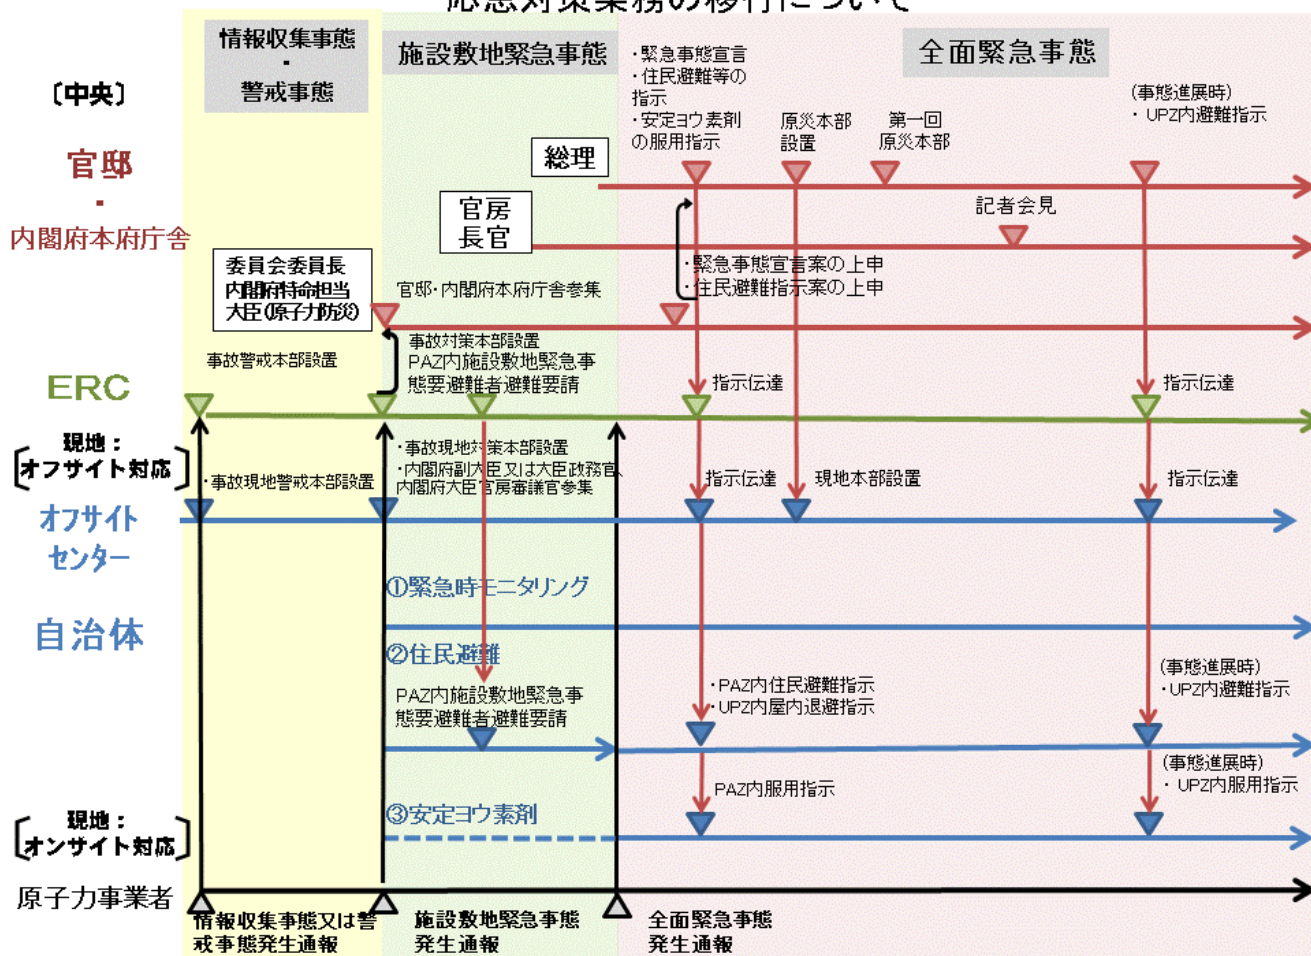 応急対策業務の移行について
情報収集事態
・
警戒事態
施設敷地緊急事態
全面緊急事態
〔中央〕
官邸
・
内閣府本府庁舎
・緊急事態宣言
・住民避難等の
指示
・安定ヨウ素剤
の服用指示
原災本部
設置
第一回
原災本部
(事態進展時)
・ UPZ内避難指示
総理
官房
長官
記者会見
委員会委員長
内閣府特命担当
大臣(原子力防災)
官邸・内閣府本府庁舎参集
・緊急事態宣言案の上申
・住民避難指示案の上申
事故警戒本部設置
事故対策本部設置
PAZ内施設敷地緊急事
態要避難者避難要請
指示伝達
指示伝達
ERC
現地：
オフサイト対応
・事故現地警戒本部設置
・事故現地対策本部設置
・内閣府副大臣又は大臣政務官、
内閣府大臣官房審議官参集
指示伝達
現地本部設置
指示伝達
オフサイト
センター
自治体
①緊急時モニタリング
②住民避難
PAZ内施設敷地緊急事
態要避難者避難要請
・PAZ内住民避難指示
・UPZ内屋内退避指示
(事態進展時)
・ UPZ内避難指示
PAZ内服用指示
(事態進展時)
・ UPZ内服用指示
③安定ヨウ素剤
現地：
オンサイト対応
原子力事業者
情報収集事態又は警
戒事態発生通報
施設敷地緊急事態
発生通報
全面緊急事態
発生通報